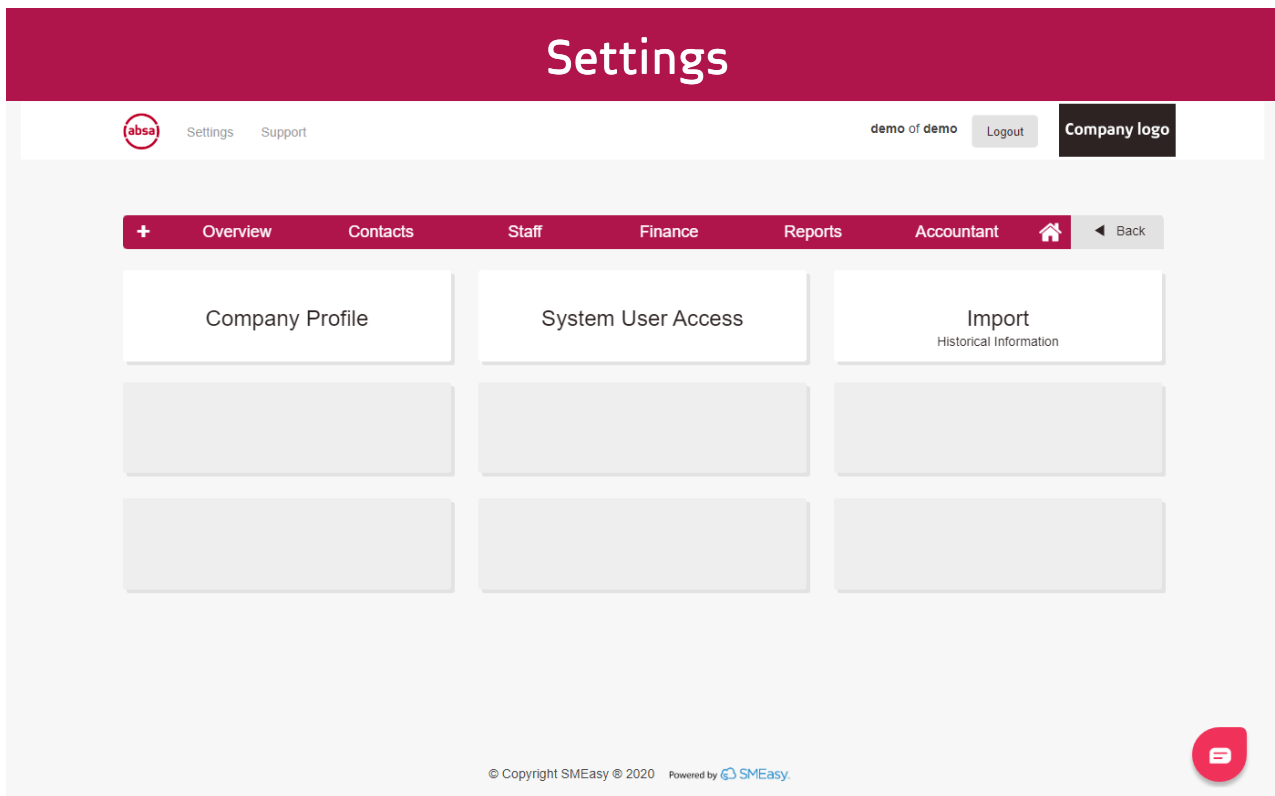 Settings
absa Settings Support demo of demo Logout Company logo
+ Overview Contacts Staff Finance Reports Accountant Back
Company Profile System User Access Import
Historical Information
© Copyright SMEasy ® 2020 Powered by SMEasy.